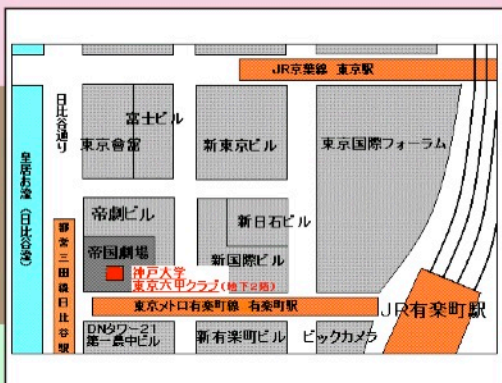 JR京葉線 東京駅
日比谷通り
富士ビル
東京會舘
新東京ビル
東京国際フォーラム
皇居お濠(日比谷濠)
帝劇ビル
新日石ビル
帝国劇場
新国際ビル
都営三田線日比谷駅
神戸大学
東京六甲クラブ(地下2階)
東京メトロ有楽町線 有楽町駅
JR有楽町駅
DNタワー21
第一農中ビル
新有楽町ビル
ビックカメラ